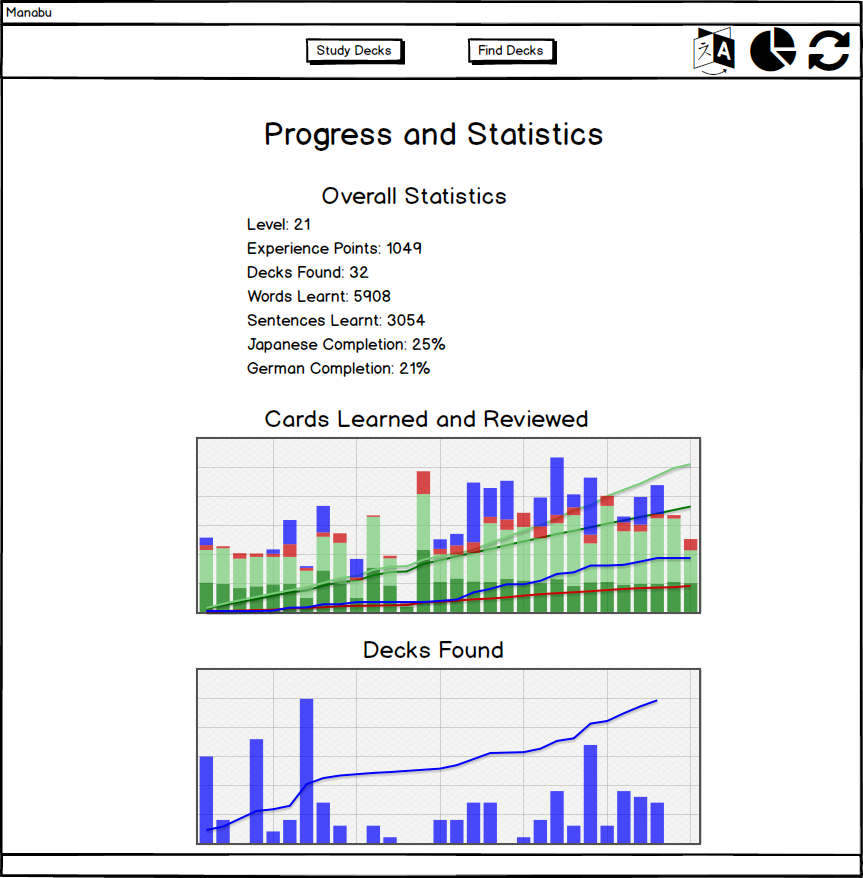 Manabu
Study Decks
Find Decks
A
Progress and Statistics
Overall Statistics
Level: 21
Experience Points: 1049
Decks Found: 32
Words Learnt: 5908
Sentences Learnt: 3054
Japanese Completion: 25%
German Completion: 21%
Cards Learned and Reviewed
Decks Found